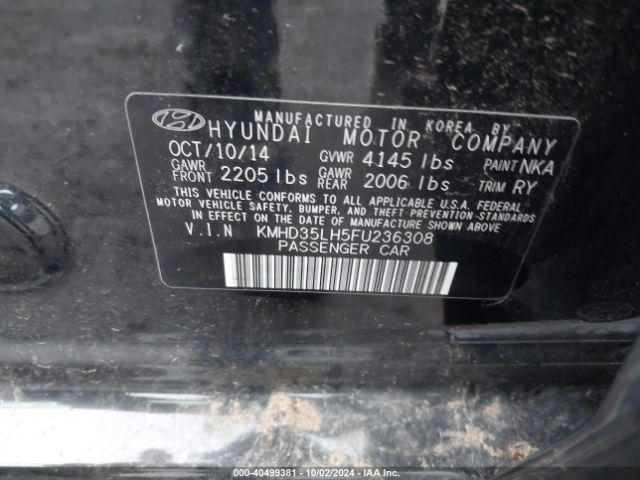 MANUFACTURED IN KOREA BY
HYUNDAI MOTOR COMPANY
OCT/10/14 GVWR 4145 lbs PAINT NKA
GAWR FRONT 2205 lbs GAWR REAR 2006 lbs TRIM RY
THIS VEHICLE CONFORMS TO ALL APPLICABLE U.S.A. FEDERAL
MOTOR VEHICLE SAFETY, BUMPER, AND THEFT PREVENTION STANDARDS
IN EFFECT ON THE DATE OF MANUFACTURE SHOWN ABOVE.
V.I.N KMHD35LH5FU236308
PASSENGER CAR
000-40499381 - 10/02/2024 - IAA Inc.